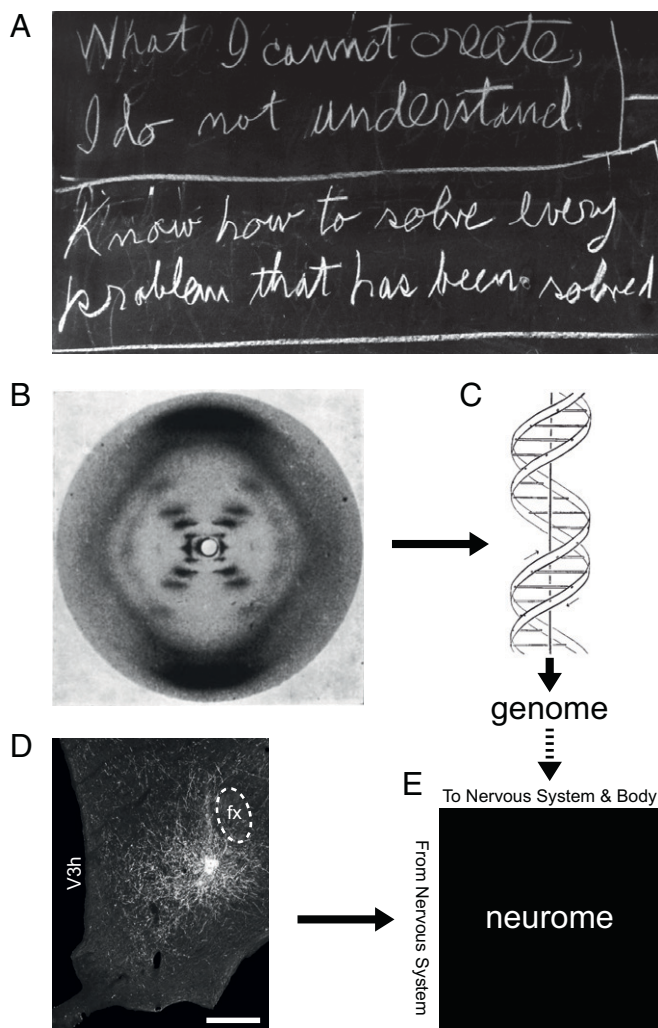 A
What I cannot create,
I do not understand.
Know how to solve every
problem that has been solved
B
C
genome
D
fx
V3h
E
To Nervous System & Body
From Nervous System
neurome